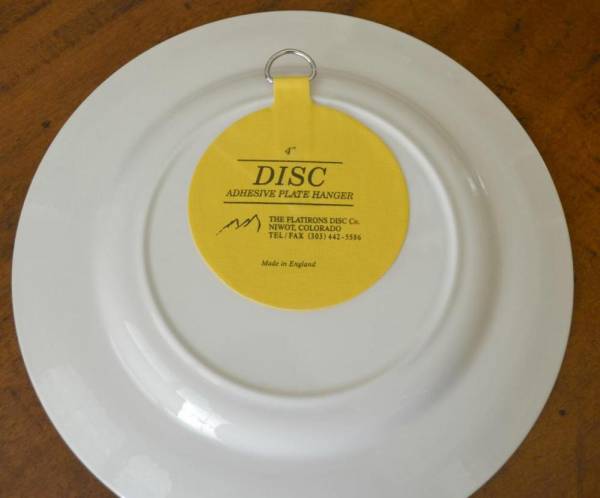 4"
DISC
ADHESIVE PLATE HANGER
THE FLATIRONS DISC Co.
NIWOT, COLORADO
TEL/FAX (303) 442-5586
Made in England